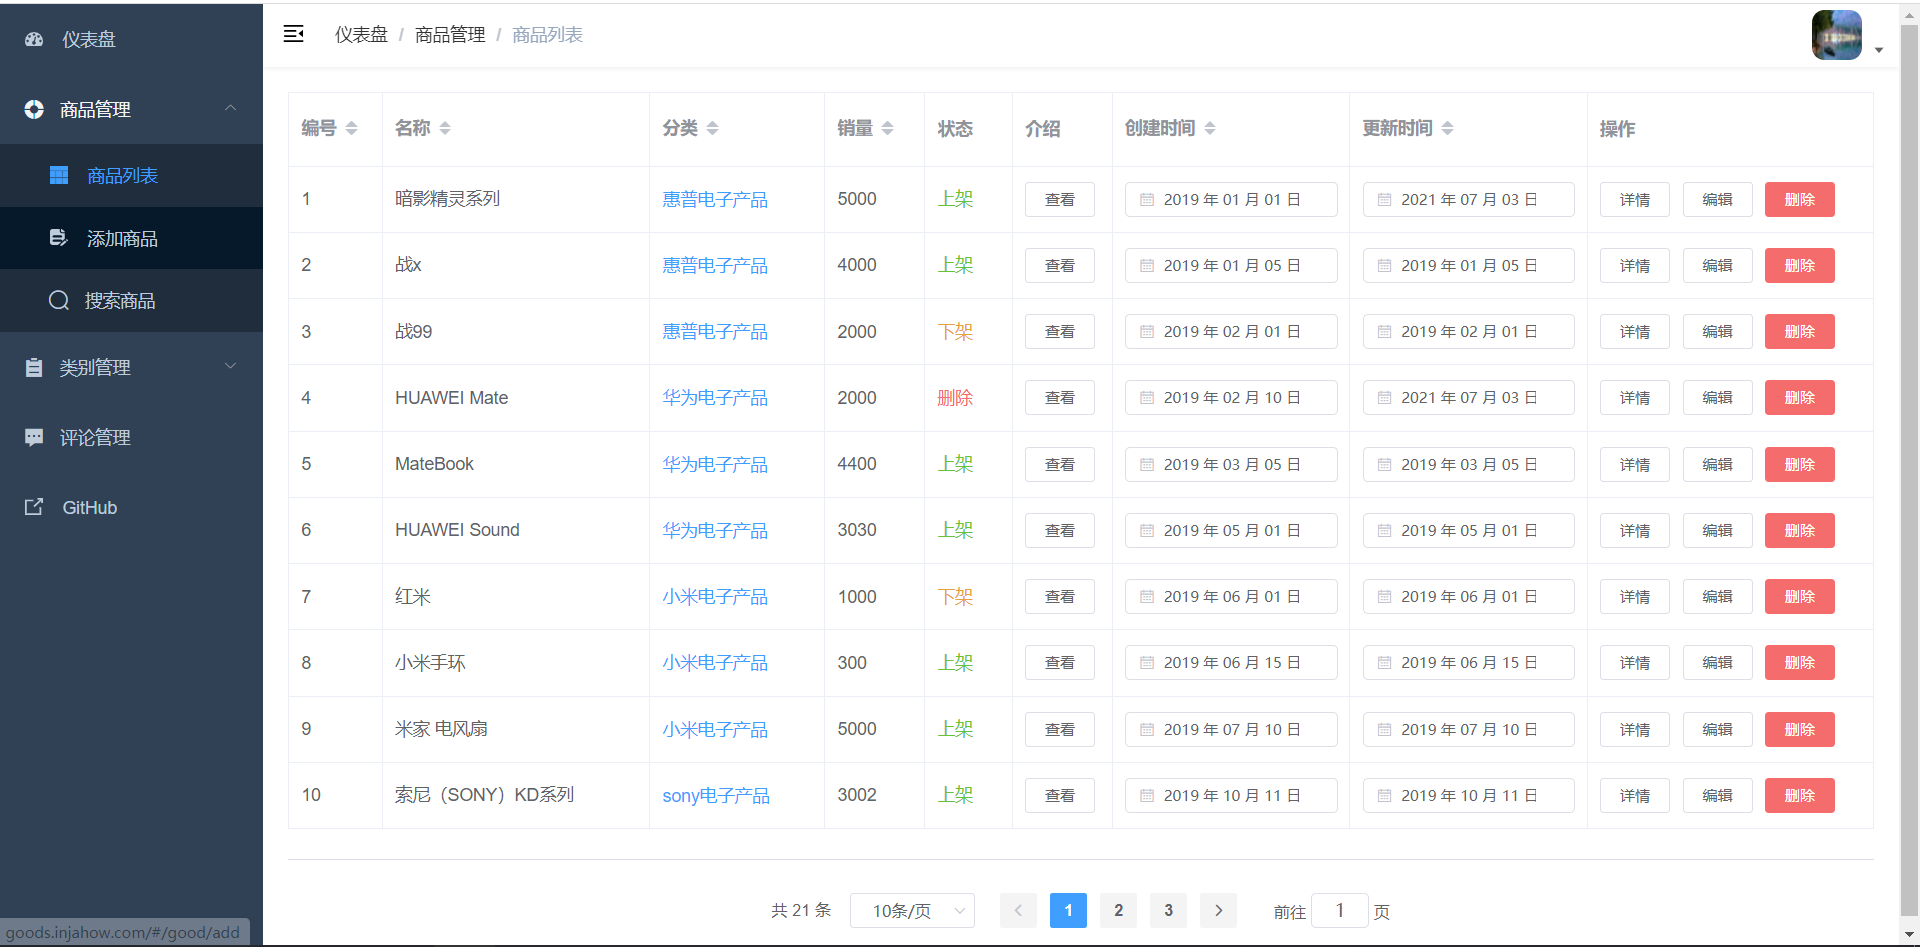 仪表盘
商品管理
商品列表
添加商品
搜索商品
类别管理
评论管理
GitHub
goods.injahow.com/#/good/add
仪表盘 / 商品管理 / 商品列表
编号 名称 分类 销量 状态 介绍 创建时间 更新时间 操作
1 暗影精灵系列 惠普电子产品 5000 上架 查看 2019 年 01 月 01 日 2021 年 07 月 03 日 详情 编辑 删除
2 战x 惠普电子产品 4000 上架 查看 2019 年 01 月 05 日 2019 年 01 月 05 日 详情 编辑 删除
3 战99 惠普电子产品 2000 下架 查看 2019 年 02 月 01 日 2019 年 02 月 01 日 详情 编辑 删除
4 HUAWEI Mate 华为电子产品 2000 删除 查看 2019 年 02 月 10 日 2021 年 07 月 03 日 详情 编辑 删除
5 MateBook 华为电子产品 4400 上架 查看 2019 年 03 月 05 日 2019 年 03 月 05 日 详情 编辑 删除
6 HUAWEI Sound 华为电子产品 3030 上架 查看 2019 年 05 月 01 日 2019 年 05 月 01 日 详情 编辑 删除
7 红米 小米电子产品 1000 下架 查看 2019 年 06 月 01 日 2019 年 06 月 01 日 详情 编辑 删除
8 小米手环 小米电子产品 300 上架 查看 2019 年 06 月 15 日 2019 年 06 月 15 日 详情 编辑 删除
9 米家 电风扇 小米电子产品 5000 上架 查看 2019 年 07 月 10 日 2019 年 07 月 10 日 详情 编辑 删除
10 索尼（SONY）KD系列 sony电子产品 3002 上架 查看 2019 年 10 月 11 日 2019 年 10 月 11 日 详情 编辑 删除
共 21 条 10条/页 1 2 3 前往 1 页